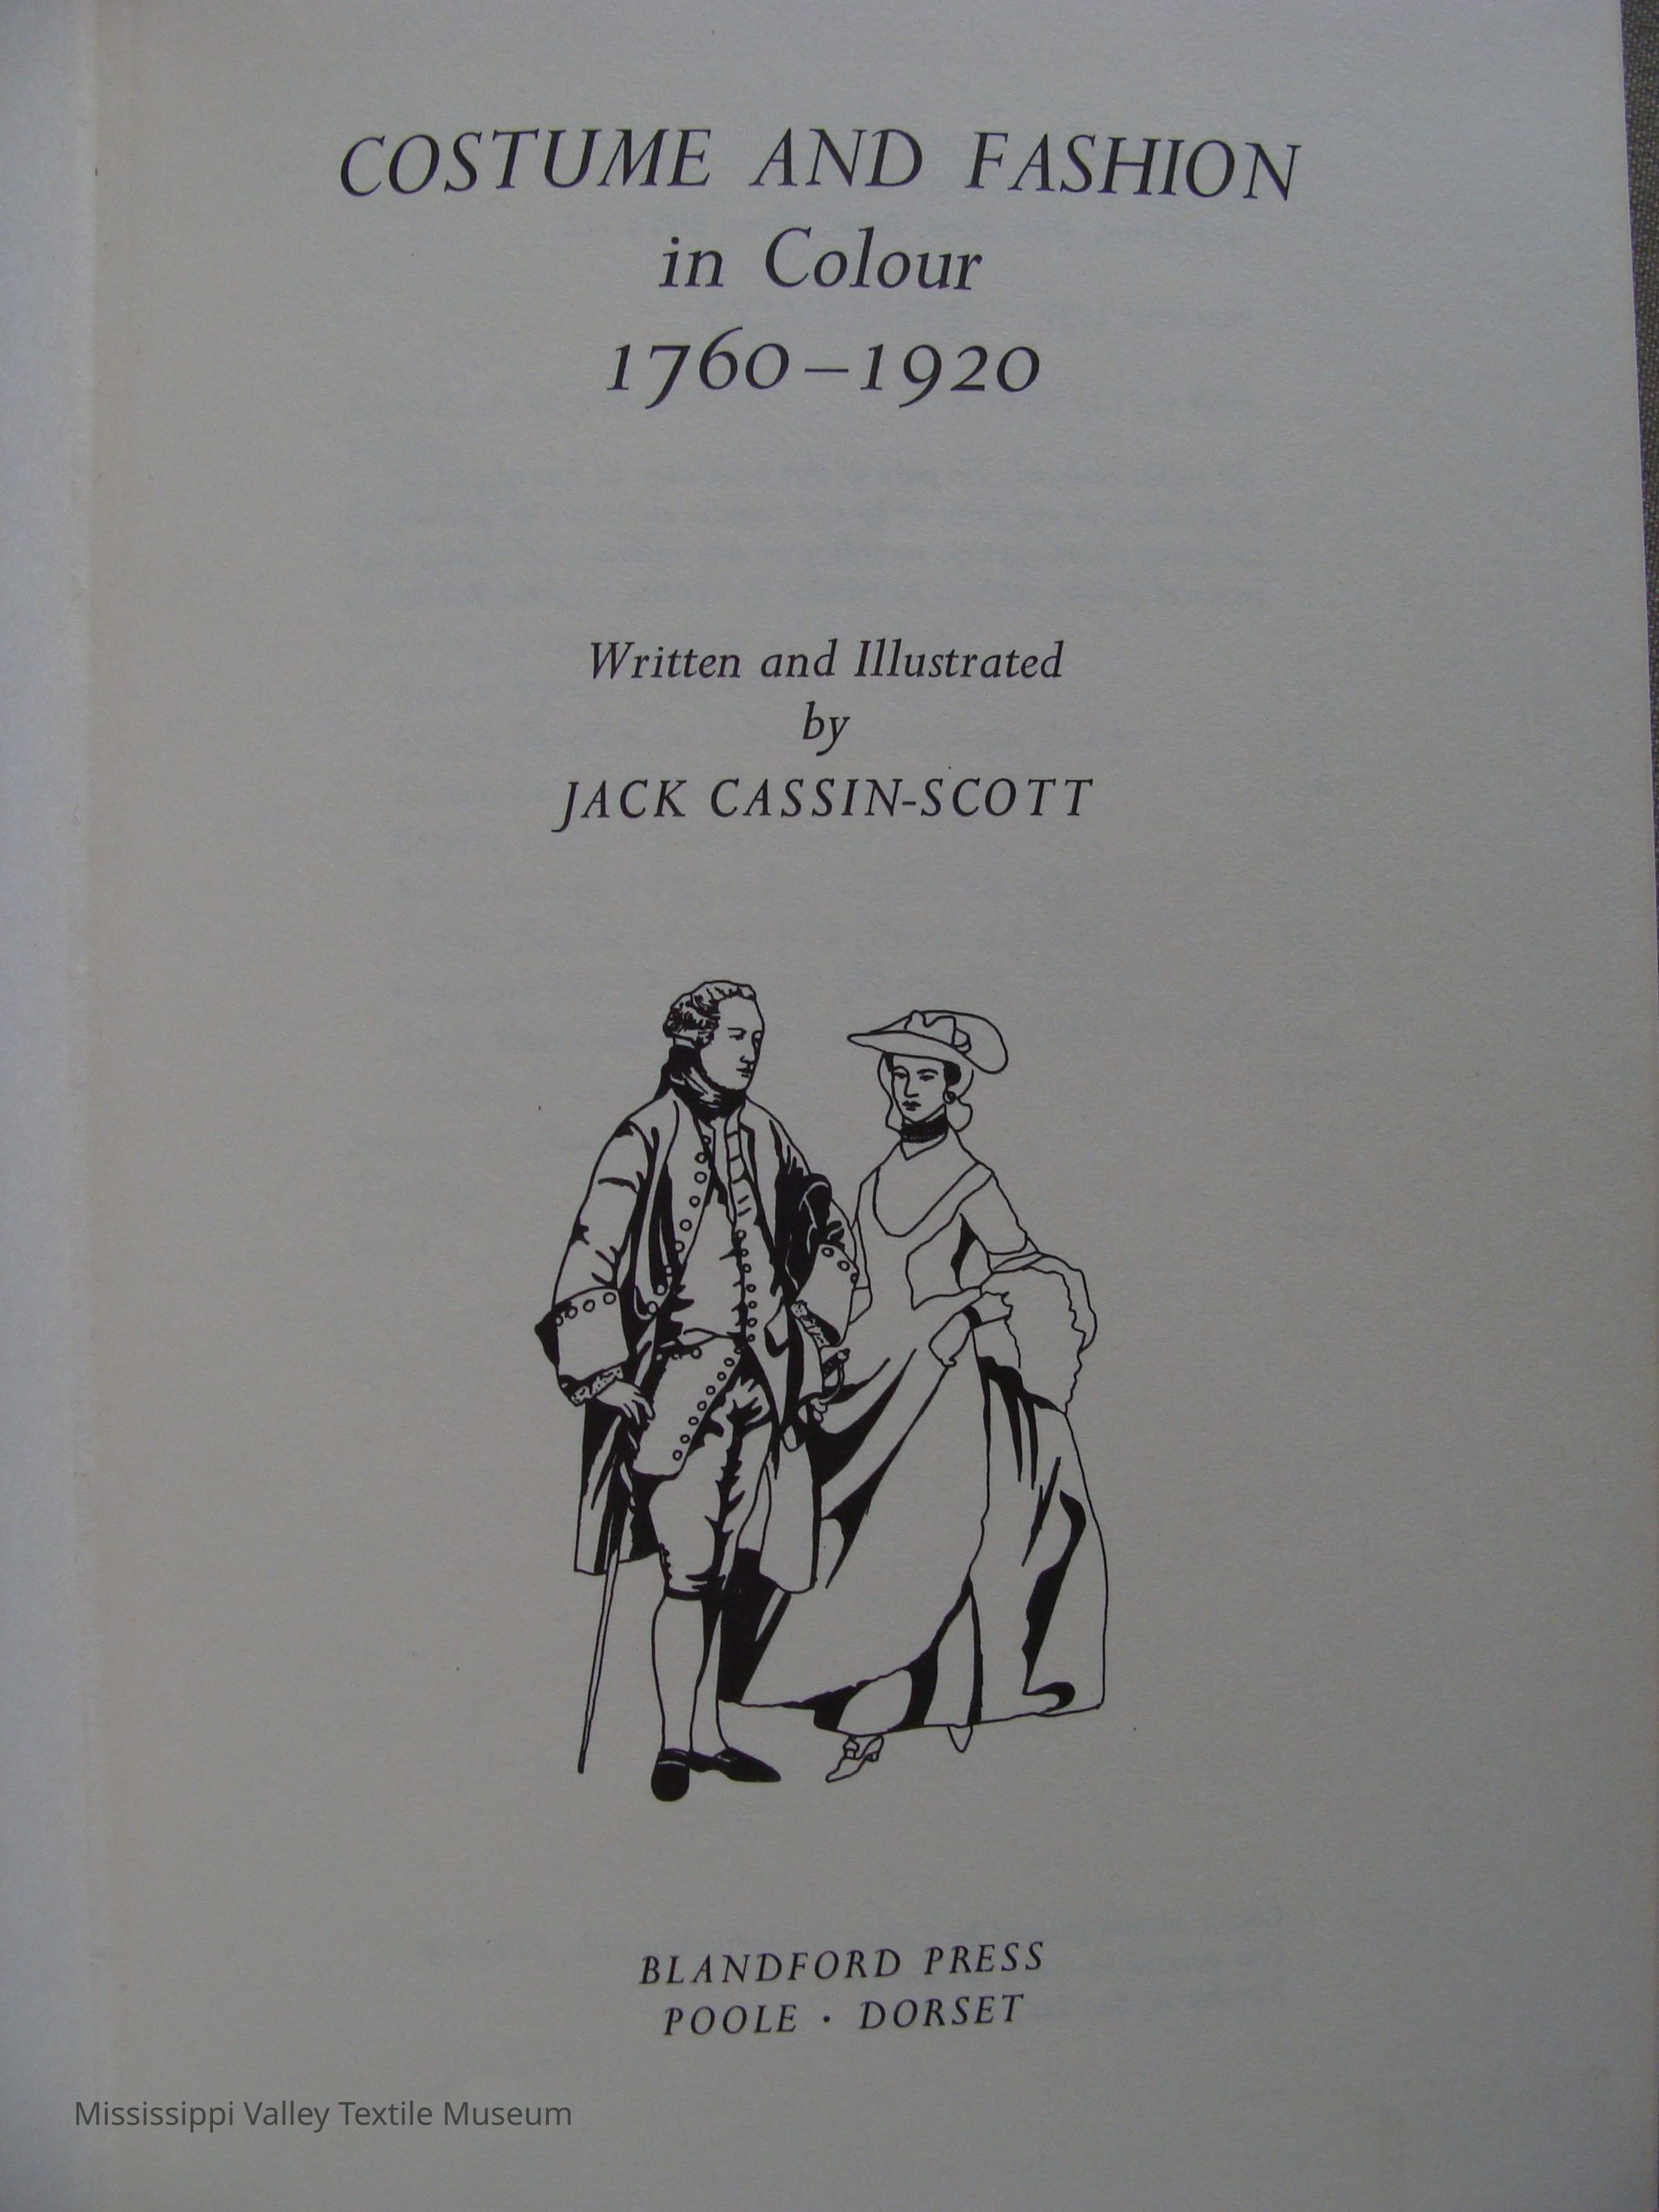 COSTUME AND FASHION
in Colour
1760–1920
Written and Illustrated
by
JACK CASSIN-SCOTT
BLANDFORD PRESS
POOLE · DORSET
Mississippi Valley Textile Museum